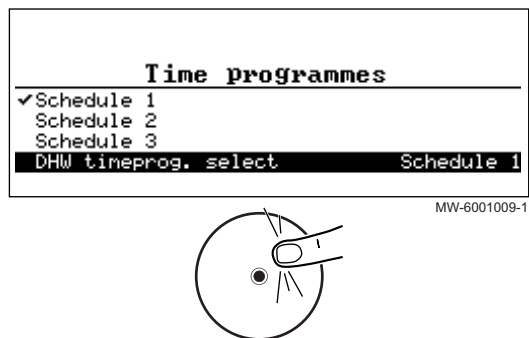 Time programmes
✓Schedule 1
Schedule 2
Schedule 3
DHW timeprog. select Schedule 1
MW-6001009-1